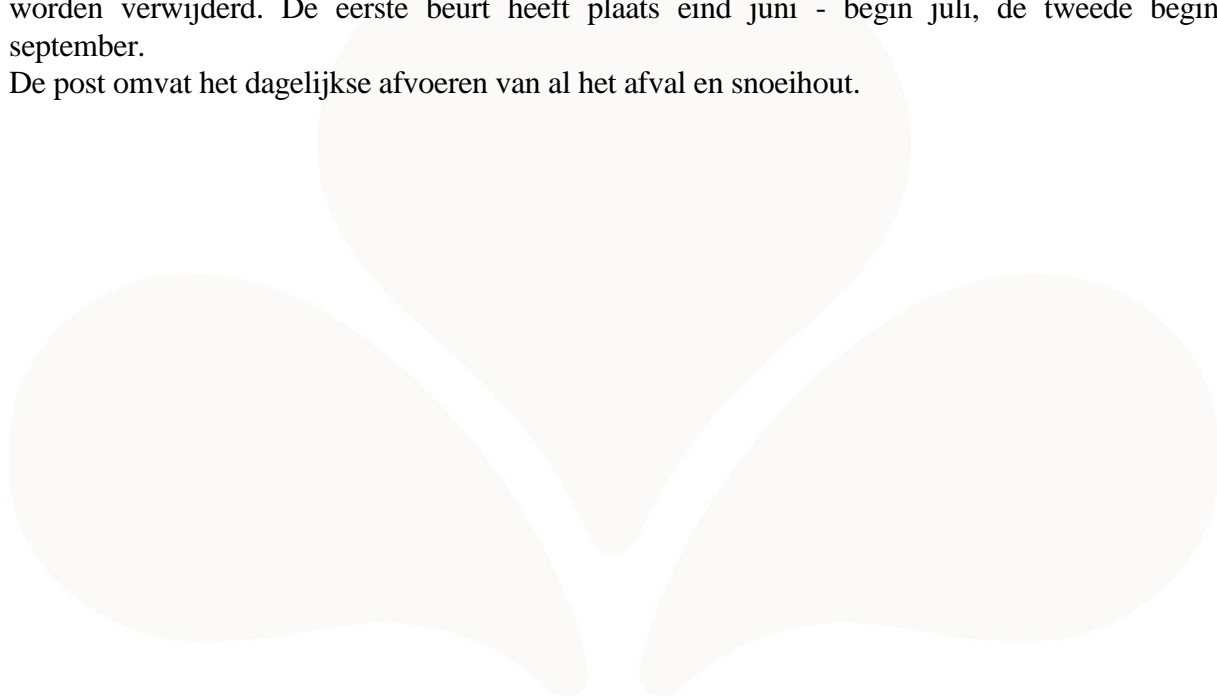 worden verwijderd. De eerste beurt heeft plaats eind juni - begin juli, de tweede begin
september.
De post omvat het dagelijkse afvoeren van al het afval en snoeihout.